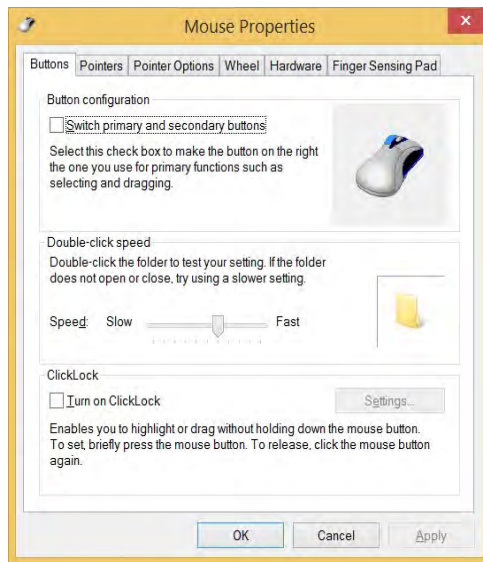 Mouse Properties
x
Buttons Pointers Pointer Options Wheel Hardware Finger Sensing Pad
Button configuration
Switch primary and secondary buttons
Select this check box to make the button on the right
the one you use for primary functions such as
selecting and dragging.
Double-click speed
Double-click the folder to test your setting. If the folder
does not open or close, try using a slower setting.
Speed: Slow Fast
ClickLock
Turn on ClickLock Settings...
Enables you to highlight or drag without holding down the mouse button.
To set, briefly press the mouse button. To release, click the mouse button
again.
OK Cancel Apply